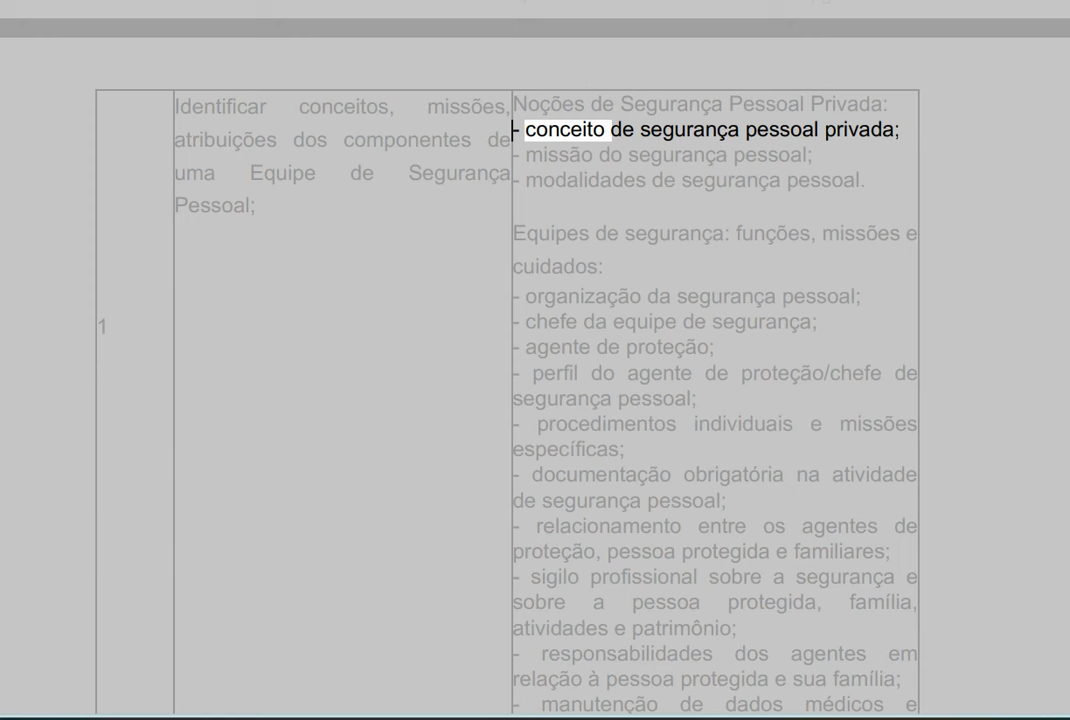 Identificar conceitos, missões,
atribuições dos componentes de
uma Equipe de Segurança
Pessoal;
1
Noções de Segurança Pessoal Privada:
- conceito de segurança pessoal privada;
- missão do segurança pessoal;
- modalidades de segurança pessoal.
Equipes de segurança: funções, missões e
cuidados:
- organização da segurança pessoal;
- chefe da equipe de segurança;
- agente de proteção;
- perfil do agente de proteção/chefe de
segurança pessoal;
- procedimentos individuais e missões
específicas;
- documentação obrigatória na atividade
de segurança pessoal;
- relacionamento entre os agentes de
proteção, pessoa protegida e familiares;
- sigilo profissional sobre a segurança e
sobre a pessoa protegida, família,
atividades e patrimônio;
- responsabilidades dos agentes em
relação à pessoa protegida e sua família;
- manutenção de dados médicos e